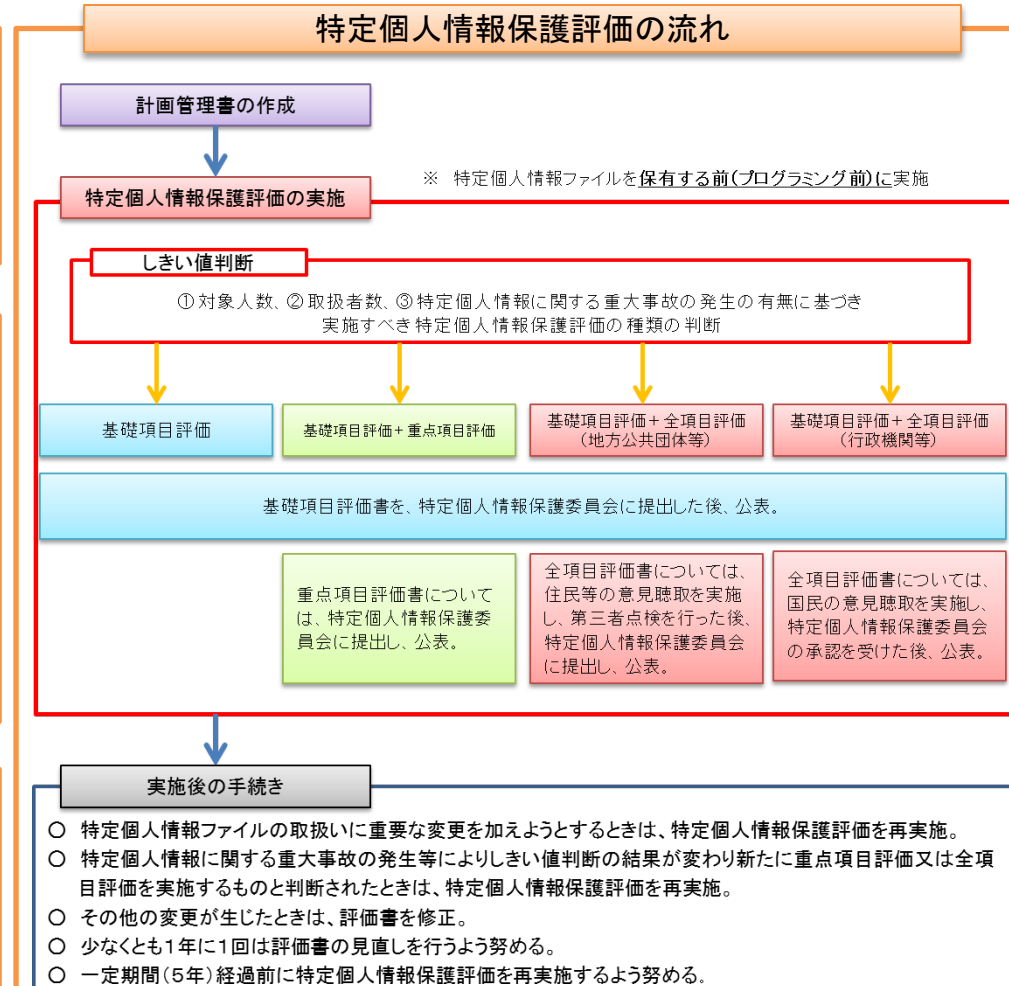 特定個人情報保護評価の流れ
計画管理書の作成
※ 特定個人情報ファイルを保有する前(プログラミング前)に実施
特定個人情報保護評価の実施
しきい値判断
①対象人数、②取扱者数、③特定個人情報に関する重大事故の発生の有無に基づき
実施すべき特定個人情報保護評価の種類の判断
基礎項目評価
基礎項目評価+重点項目評価
基礎項目評価+全項目評価
(地方公共団体等)
基礎項目評価+全項目評価
(行政機関等)
基礎項目評価書を、特定個人情報保護委員会に提出した後、公表。
重点項目評価書について
は、特定個人情報保護委
員会に提出し、公表。
全項目評価書については、
住民等の意見聴取を実施
し、第三者点検を行った後、
特定個人情報保護委員会
に提出し、公表。
全項目評価書については、
国民の意見聴取を実施し、
特定個人情報保護委員会
の承認を受けた後、公表。
実施後の手続き
○ 特定個人情報ファイルの取扱いに重要な変更を加えようとするときは、特定個人情報保護評価を再実施。
○ 特定個人情報に関する重大事故の発生等によりしきい値判断の結果が変わり新たに重点項目評価又は全項
目評価を実施するものと判断されたときは、特定個人情報保護評価を再実施。
○ その他の変更が生じたときは、評価書を修正。
○ 少なくとも1年に1回は評価書の見直しを行うよう努める。
○ 一定期間(5年)経過前に特定個人情報保護評価を再実施するよう努める。